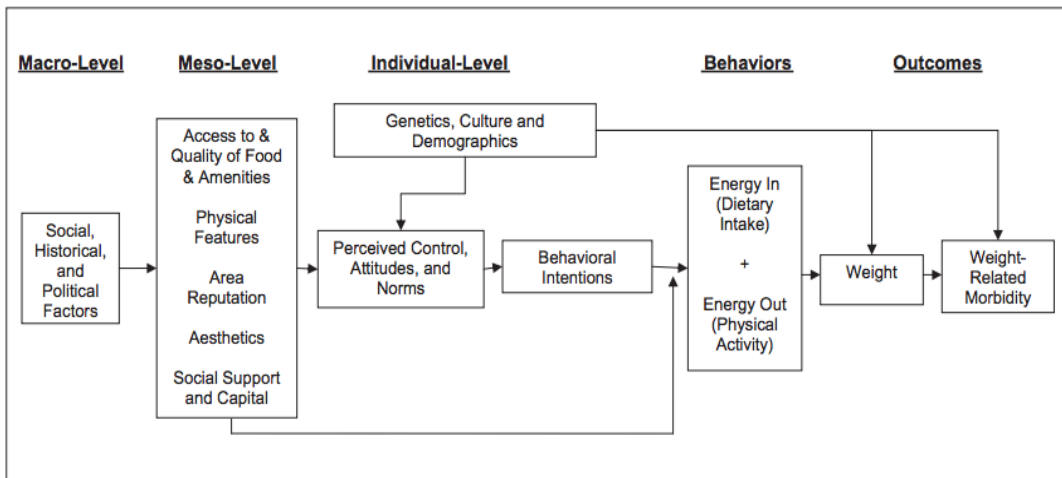 Macro-Level Meso-Level Individual-Level Behaviors Outcomes
Genetics, Culture and
Demographics
Social,
Historical,
and
Political
Factors
Access to &
Quality of Food
& Amenities
Physical
Features
Area
Reputation
Aesthetics
Social Support
and Capital
Perceived Control,
Attitudes, and
Norms
Behavioral
Intentions
Energy In
(Dietary
Intake)
+
Energy Out
(Physical
Activity)
Weight
Weight-
Related
Morbidity